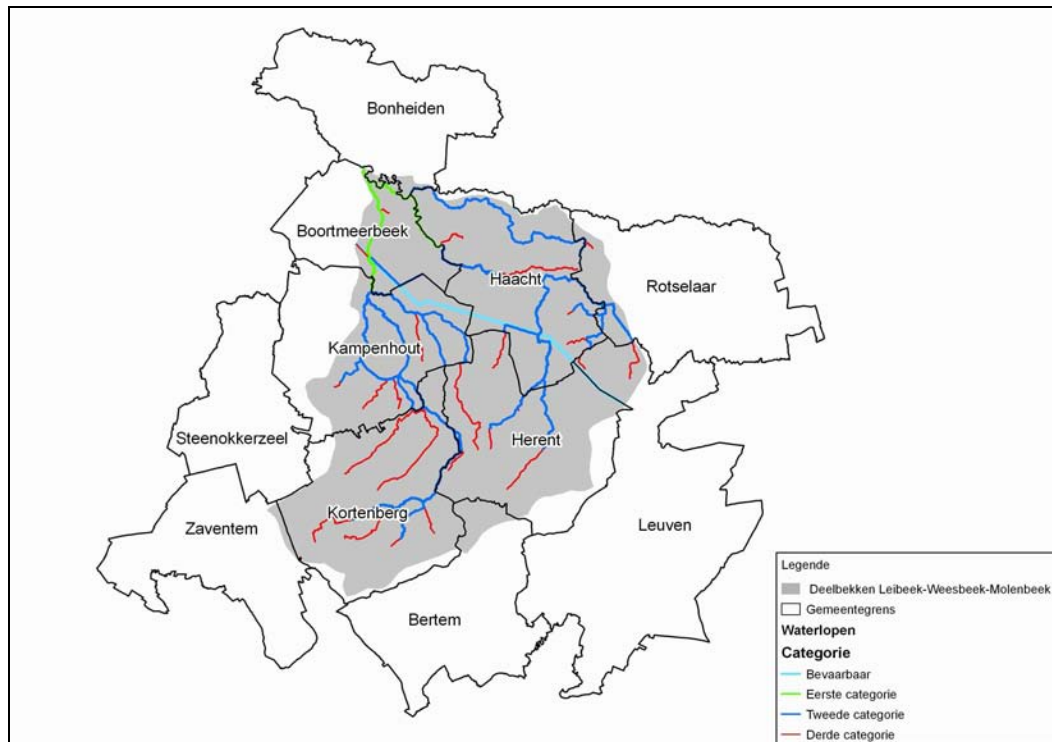 Bonheiden
Boortmeerbeek
Haacht
Rotselaar
Kampenhout
Steenokkerzeel
Herent
Kortenberg
Zaventem
Leuven
Bertem
Legende
Deelbekken Leibeek-Weesbeek-Molenbeek
Gemeentegrens
Waterlopen
Categorie
Bevaarbaar
Eerste categorie
Tweede categorie
Derde categorie